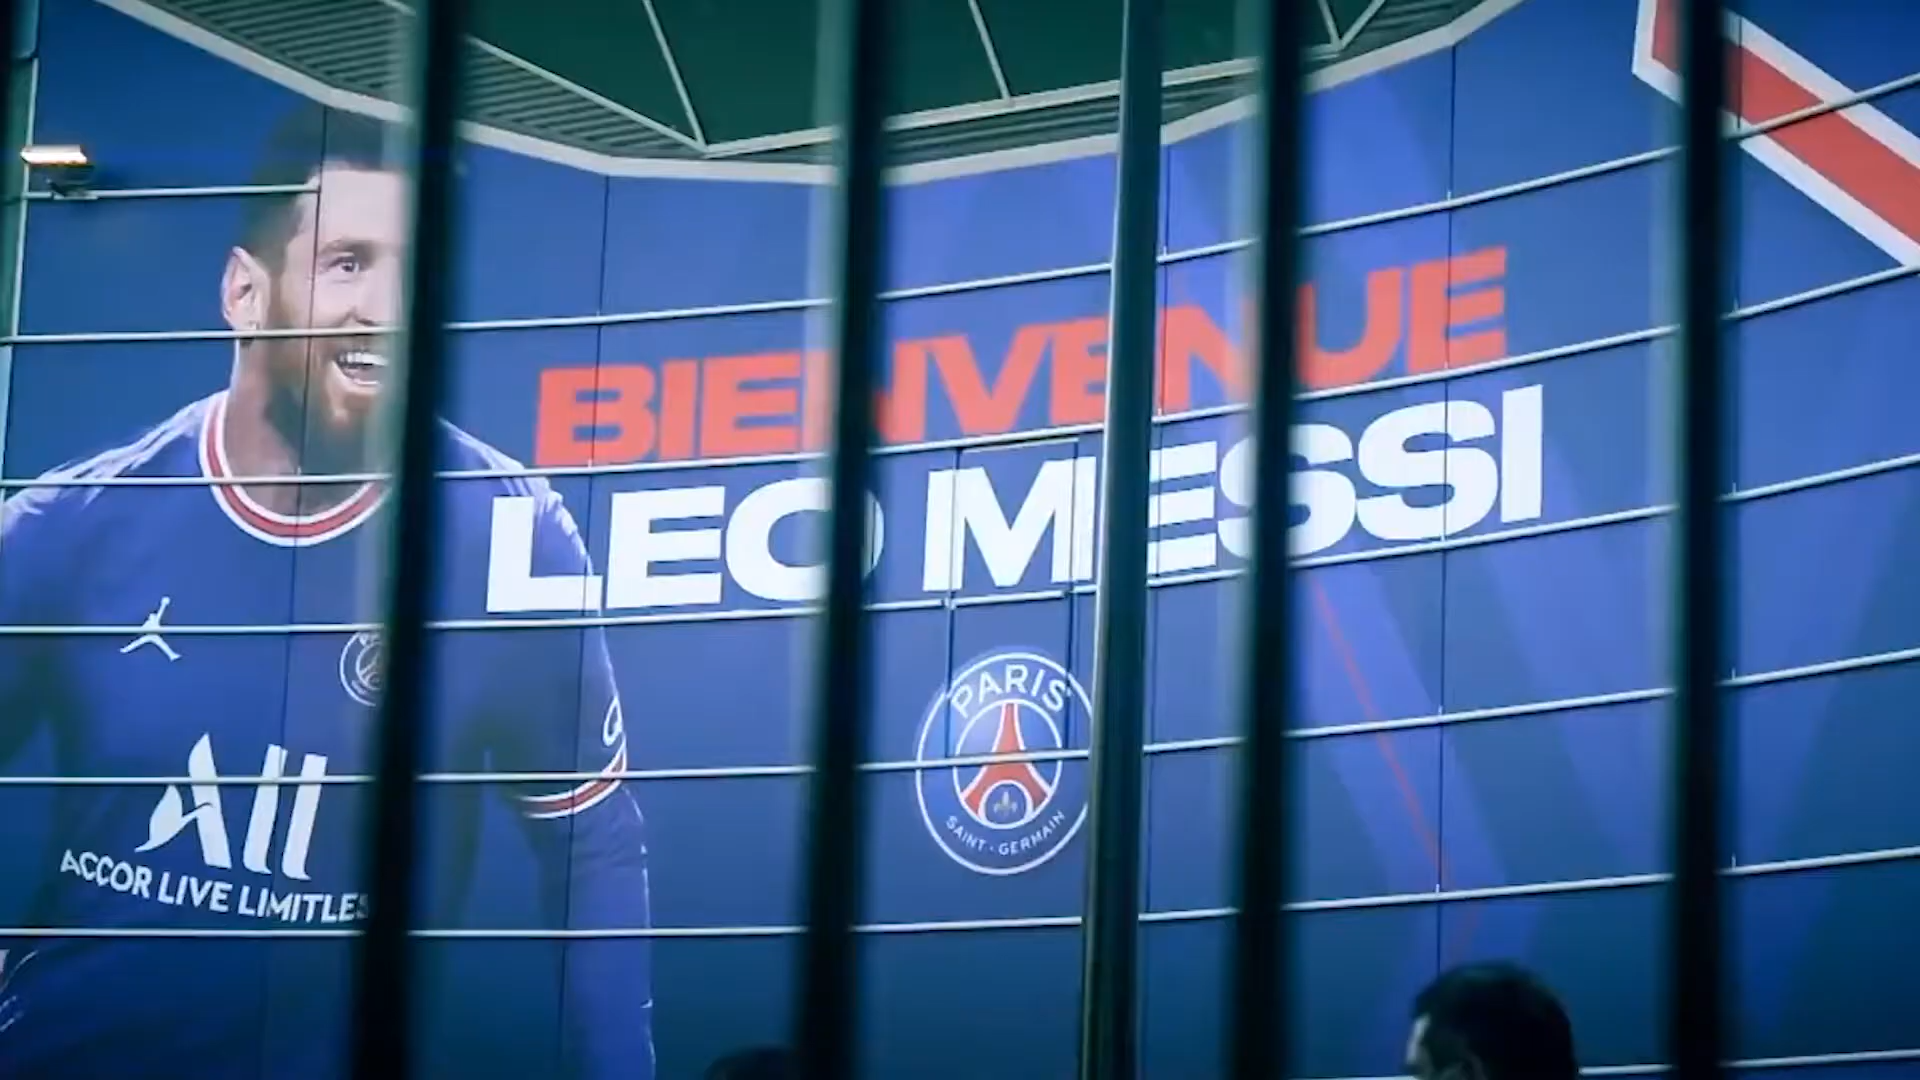 BIENVENUE
LEO MESSI
PARIS
SAINT-GERMAIN
All
ACCOR LIVE LIMITLES